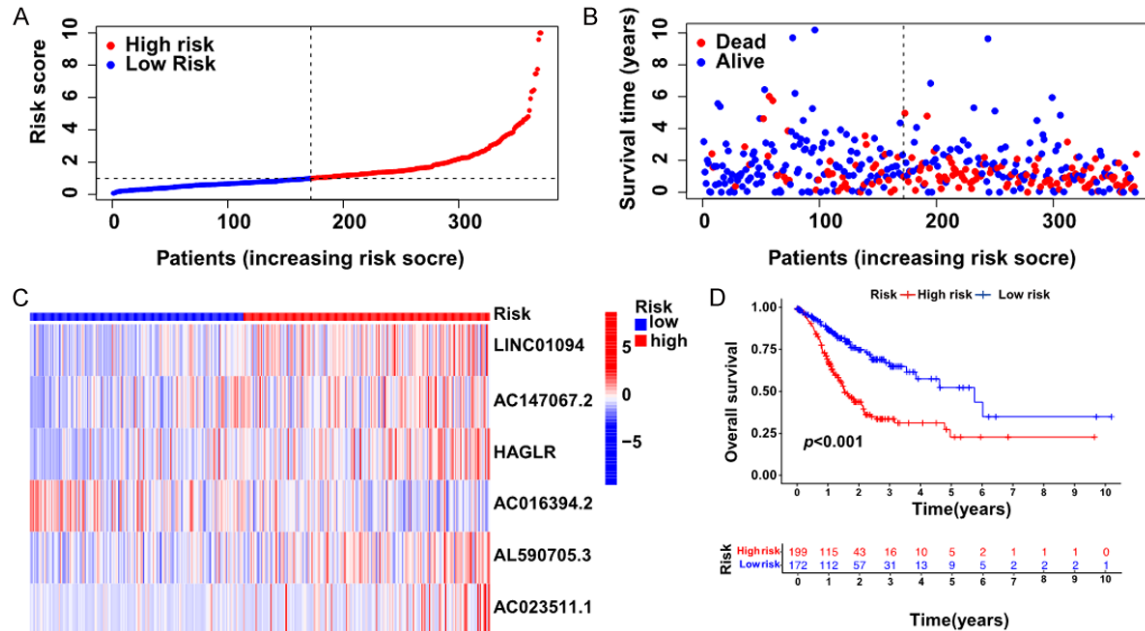 A
High risk
Low Risk
Risk score
10
8
6
4
2
0
0 100 200 300
Patients (increasing risk socre)
B
Dead
Alive
Survival time (years)
10
8
6
4
2
0
0 100 200 300
Patients (increasing risk socre)
C
Risk
LINC01094
AC147067.2
HAGLR
AC016394.2
AL590705.3
AC023511.1
Risk
low
high
5
0
−5
D
Risk High risk Low risk
Overall survival
1.00
0.75
0.50
0.25
0.00
p<0.001
0 1 2 3 4 5 6 7 8 9 10
Time(years)
Risk
High risk 199 115 43 16 10 5 2 1 1 1 0
Low risk 172 112 57 31 13 9 5 2 2 2 1
0 1 2 3 4 5 6 7 8 9 10
Time(years)